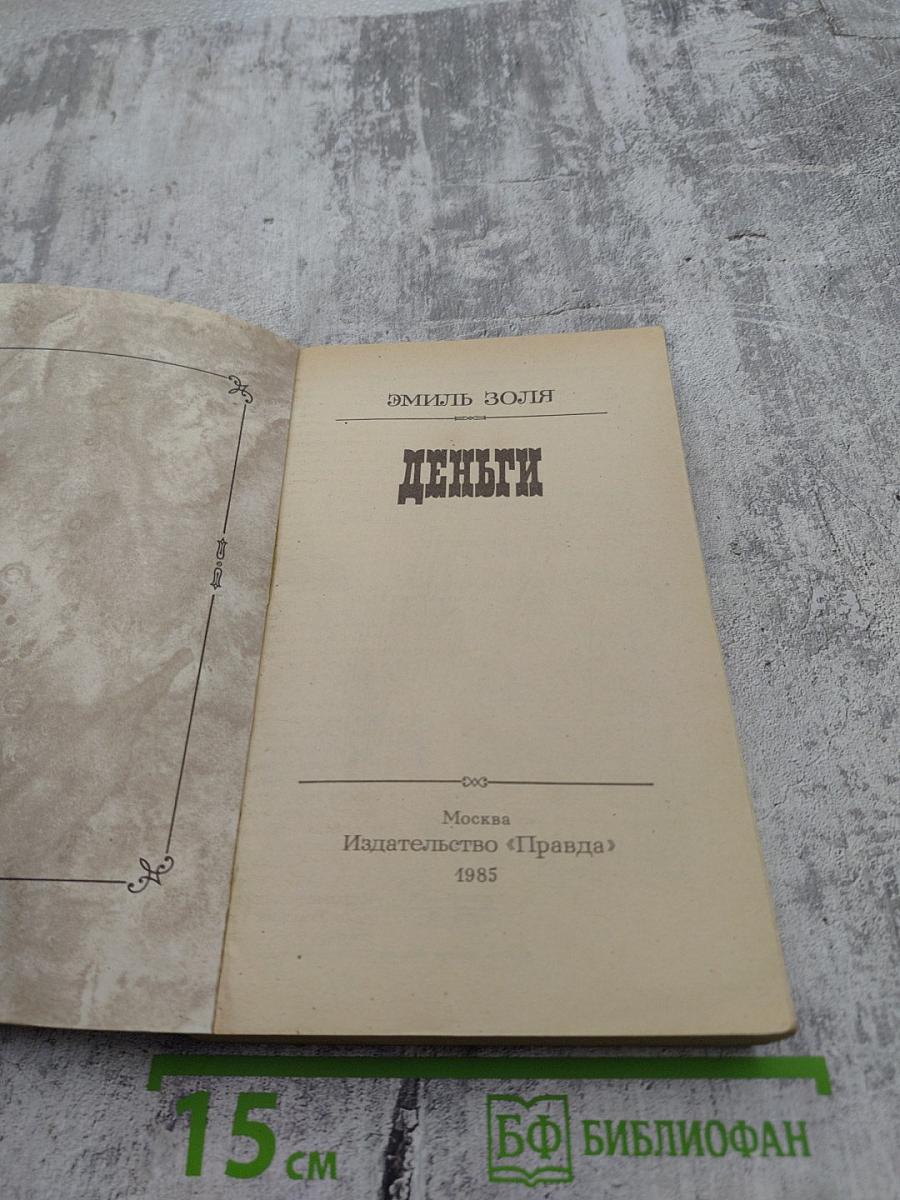 ЭМИЛЬ ЗОЛЯ
ДЕНЬГИ
Москва
Издательство «Правда»
1985
15 см
БФ БИБЛИОФАН